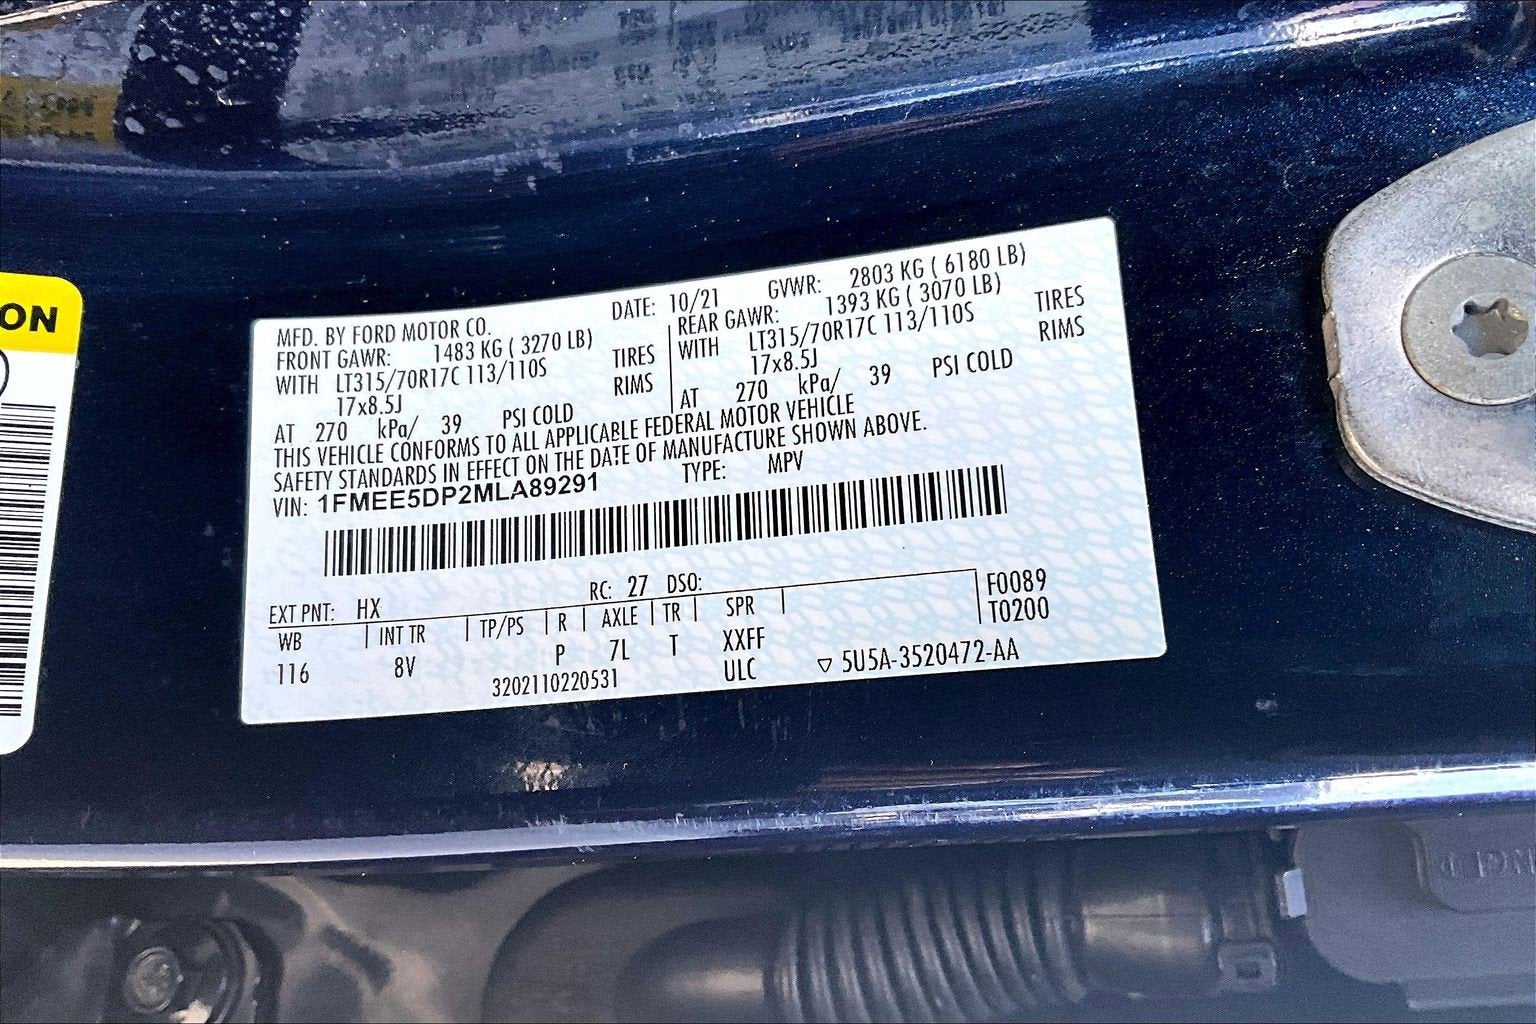 ON
MFD. BY FORD MOTOR CO. DATE: 10/21 GVWR: 2803 KG ( 6180 LB)
FRONT GAWR: 1483 KG ( 3270 LB) REAR GAWR: 1393 KG ( 3070 LB)
WITH LT315/70R17C 113/110S TIRES WITH LT315/70R17C 113/110S TIRES
17x8.5J RIMS 17x8.5J RIMS
AT 270 kPa/ 39 PSI COLD AT 270 kPa/ 39 PSI COLD
THIS VEHICLE CONFORMS TO ALL APPLICABLE FEDERAL MOTOR VEHICLE
SAFETY STANDARDS IN EFFECT ON THE DATE OF MANUFACTURE SHOWN ABOVE.
VIN: 1FMEE5DP2MLA89291 TYPE: MPV
EXT PNT: HX RC: 27 DSO: F0089
WB INT TR TP/PS R AXLE TR SPR T0200
116 8V P 7L T XXFF
3202110220531 ULC ▽ 5U5A-3520472-AA